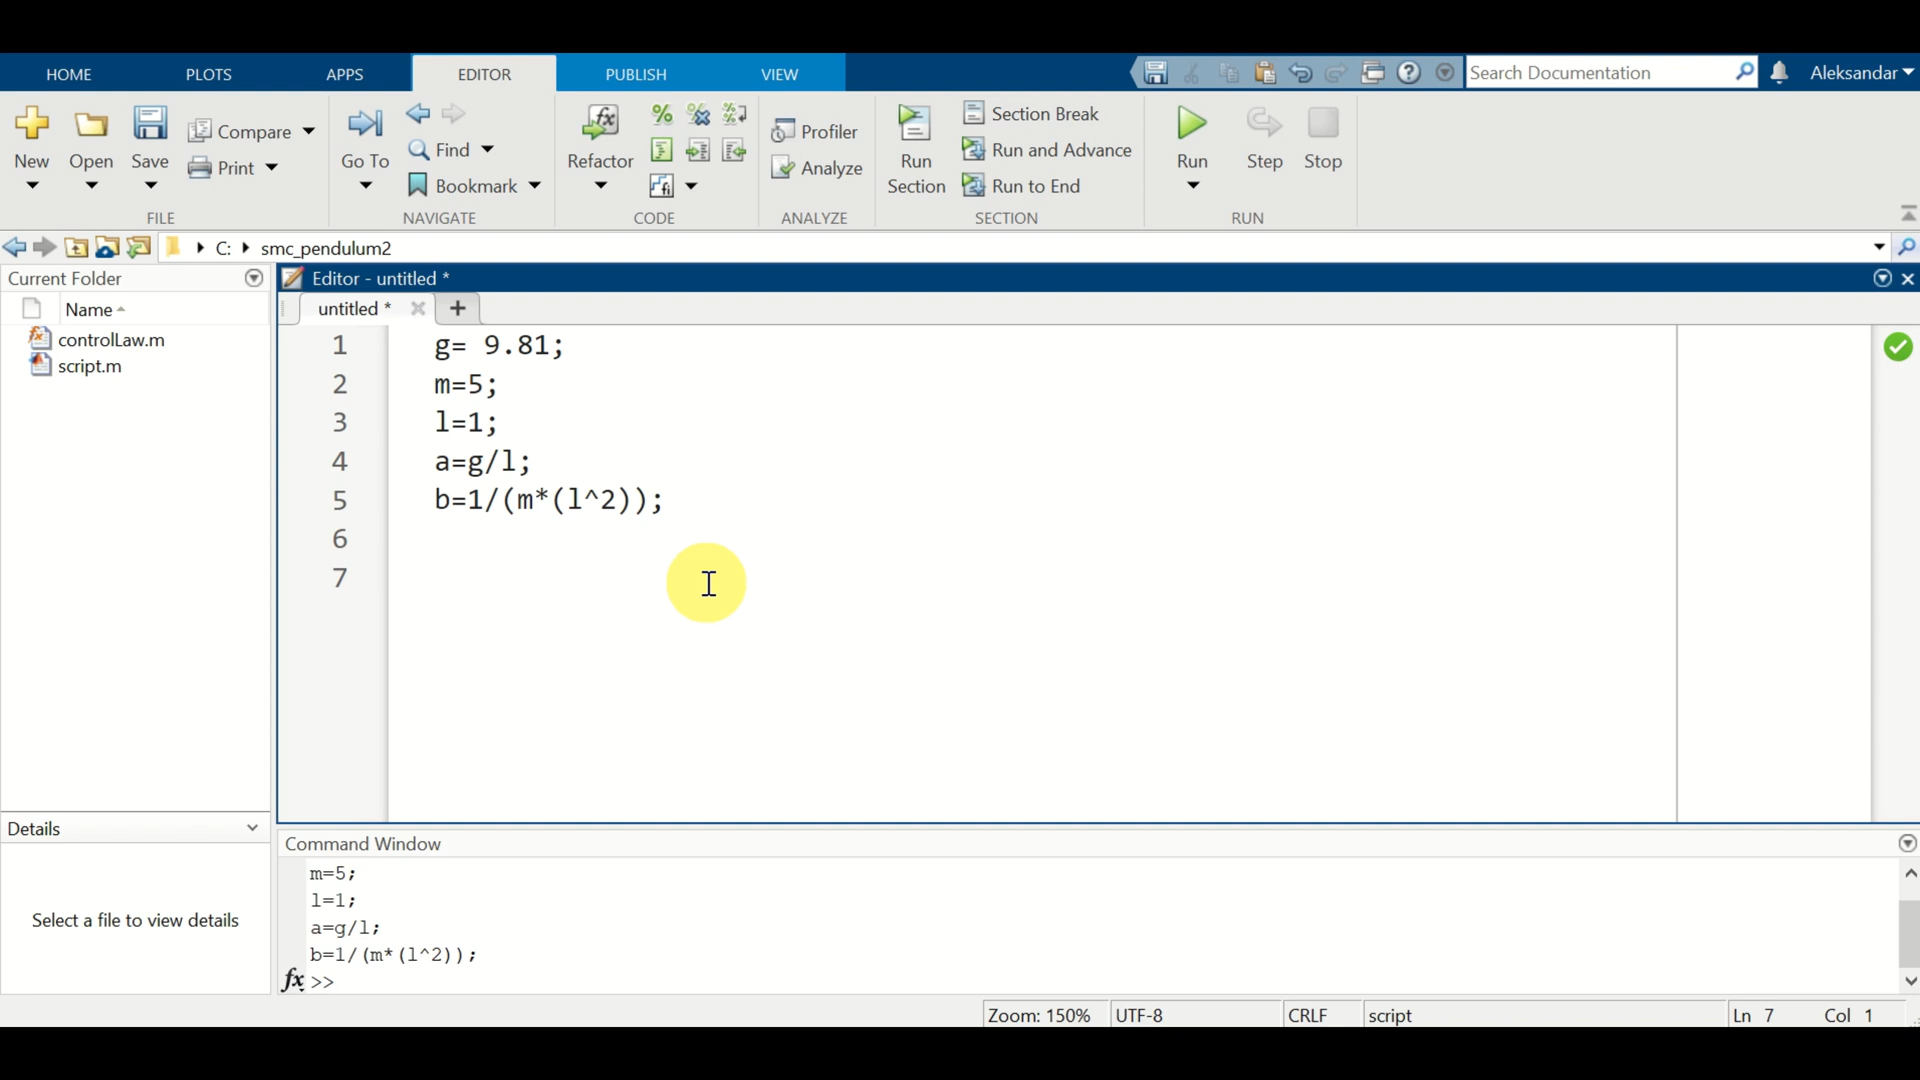 HOME PLOTS APPS EDITOR PUBLISH VIEW Search Documentation Aleksandar
New Open Save Compare Print Go To Find Bookmark Refactor Profiler Analyze Run Section Section Break Run and Advance Run to End Run Step Stop
FILE NAVIGATE CODE ANALYZE SECTION RUN
C: smc_pendulum2
Current Folder
Name
controlLaw.m
script.m
Details
Select a file to view details
Editor - untitled *
untitled *
1 g= 9.81;
2 m=5;
3 l=1;
4 a=g/l;
5 b=1/(m*(l^2));
6
7
Command Window
m=5;
l=1;
a=g/l;
b=1/(m*(l^2));
fx >>
Zoom: 150% UTF-8 CRLF script Ln 7 Col 1